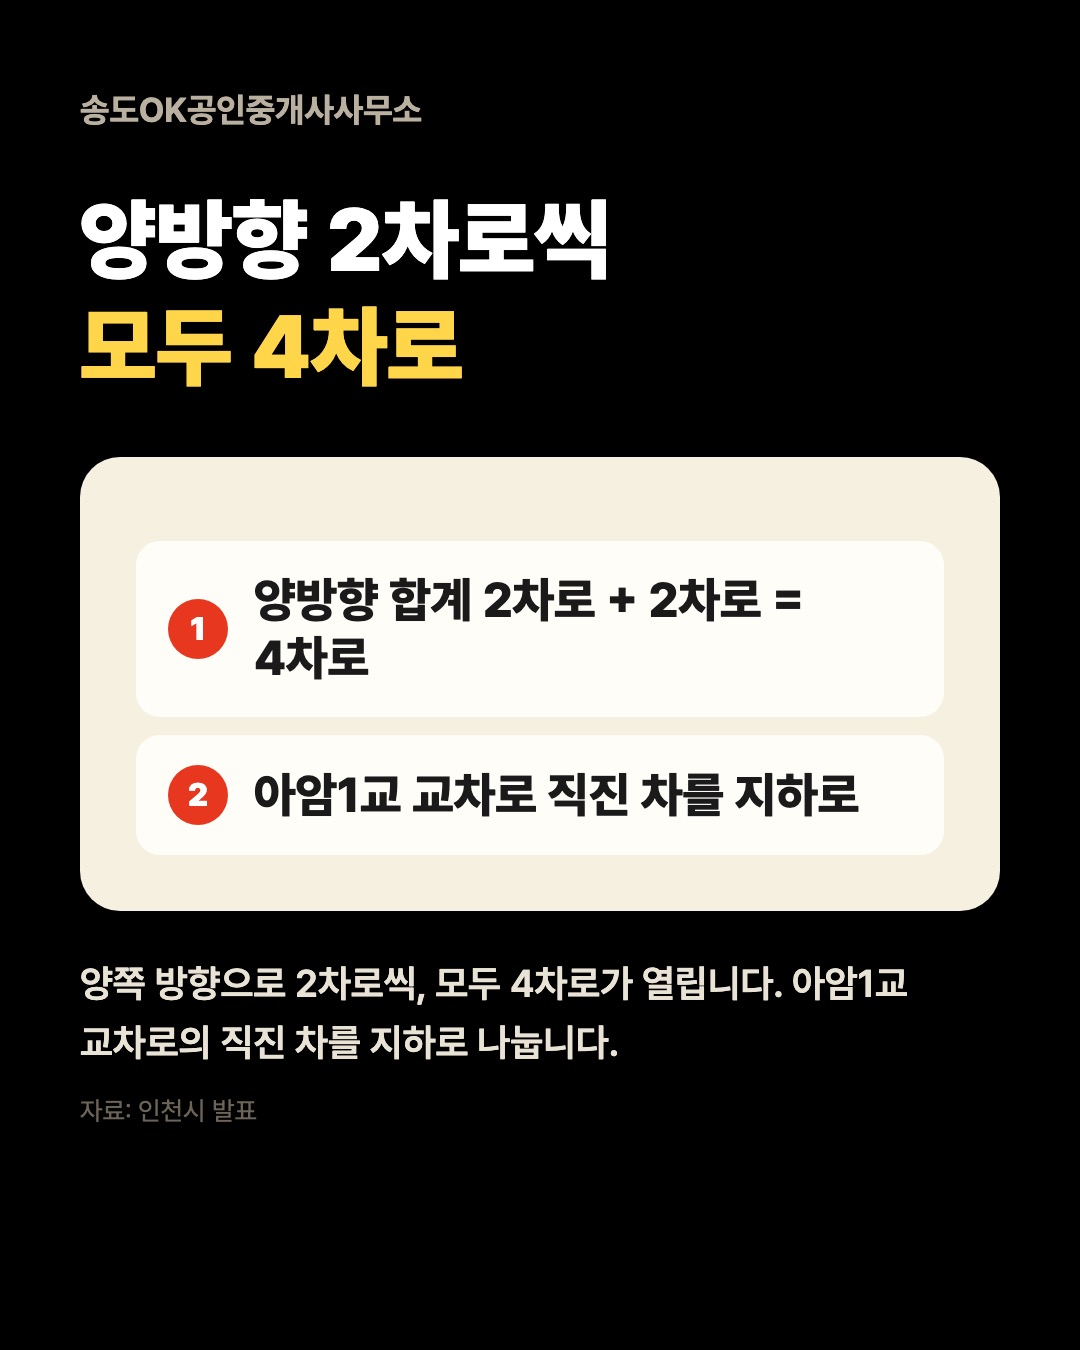 송도OK공인중개사사무소
양방향 2차로씩
모두 4차로
1 양방향 합계 2차로 + 2차로 =
4차로
2 아암1교 교차로 직진 차를 지하로
양쪽 방향으로 2차로씩, 모두 4차로가 열립니다. 아암1교
교차로의 직진 차를 지하로 나눕니다.
자료: 인천시 발표